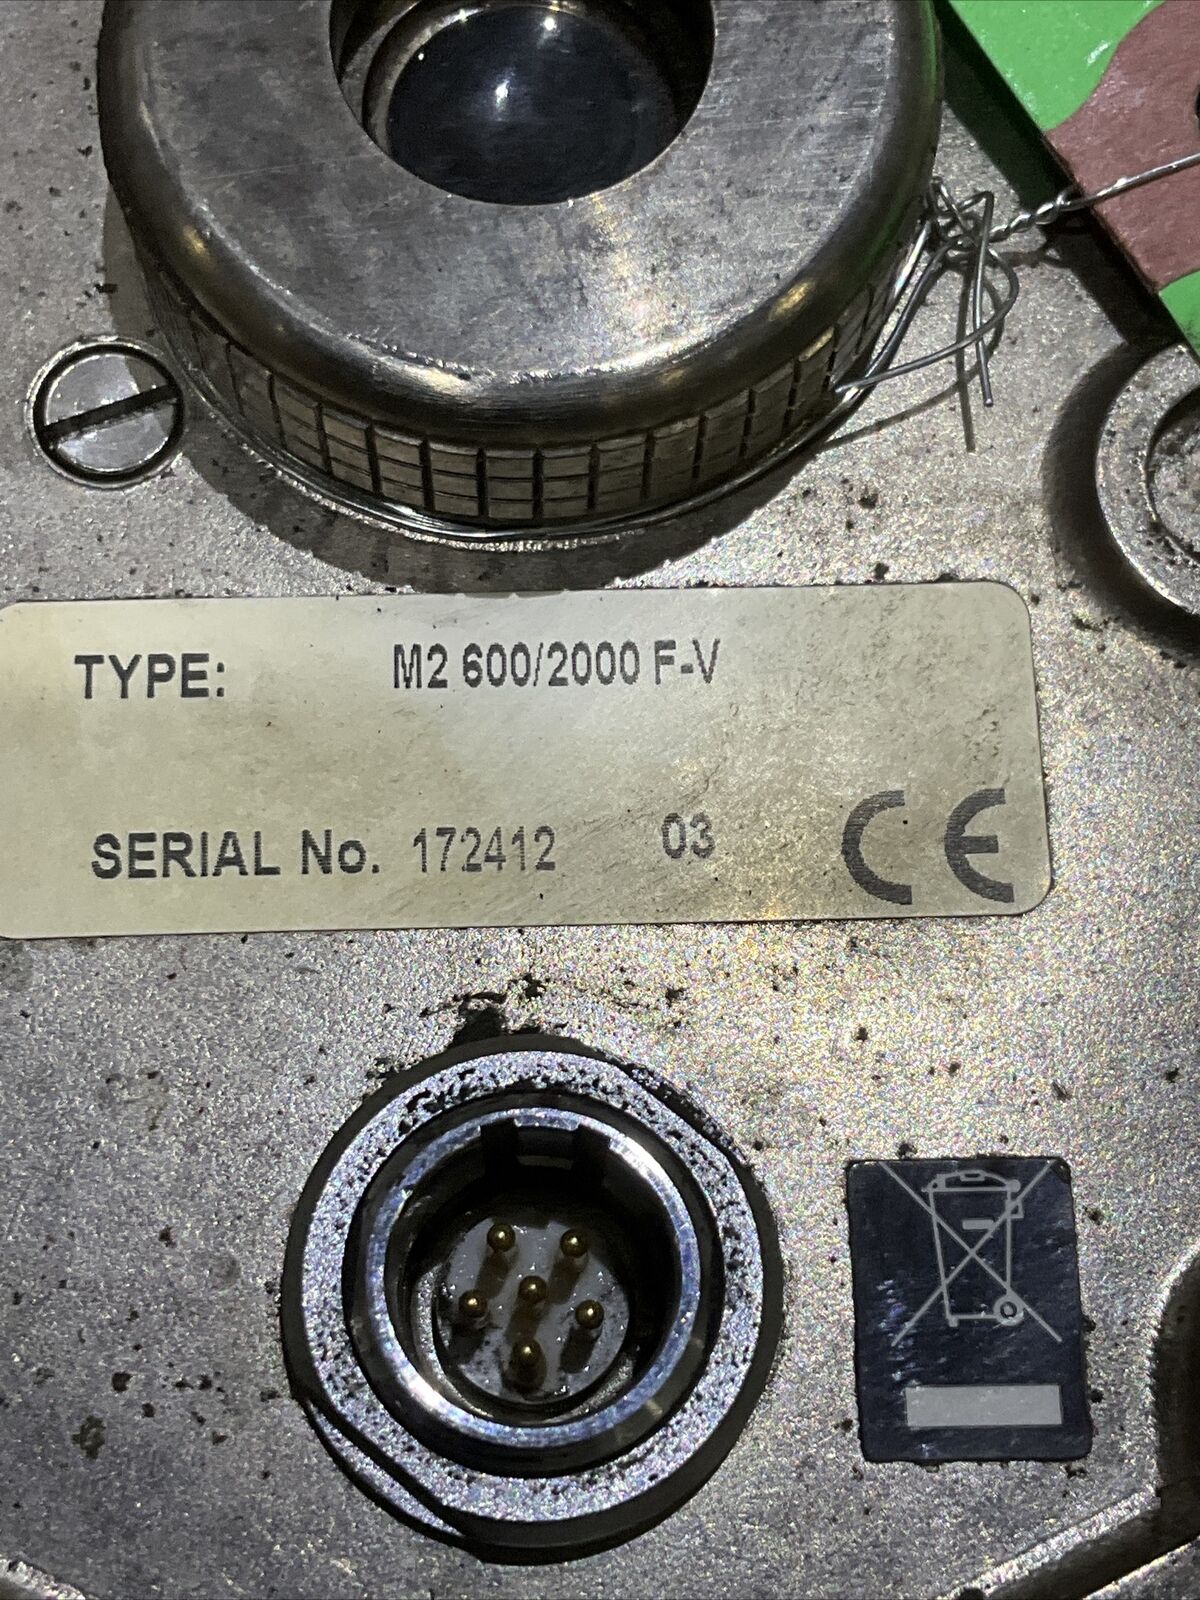 TYPE: M2 600/2000 F-V
SERIAL No. 172412 03 CE